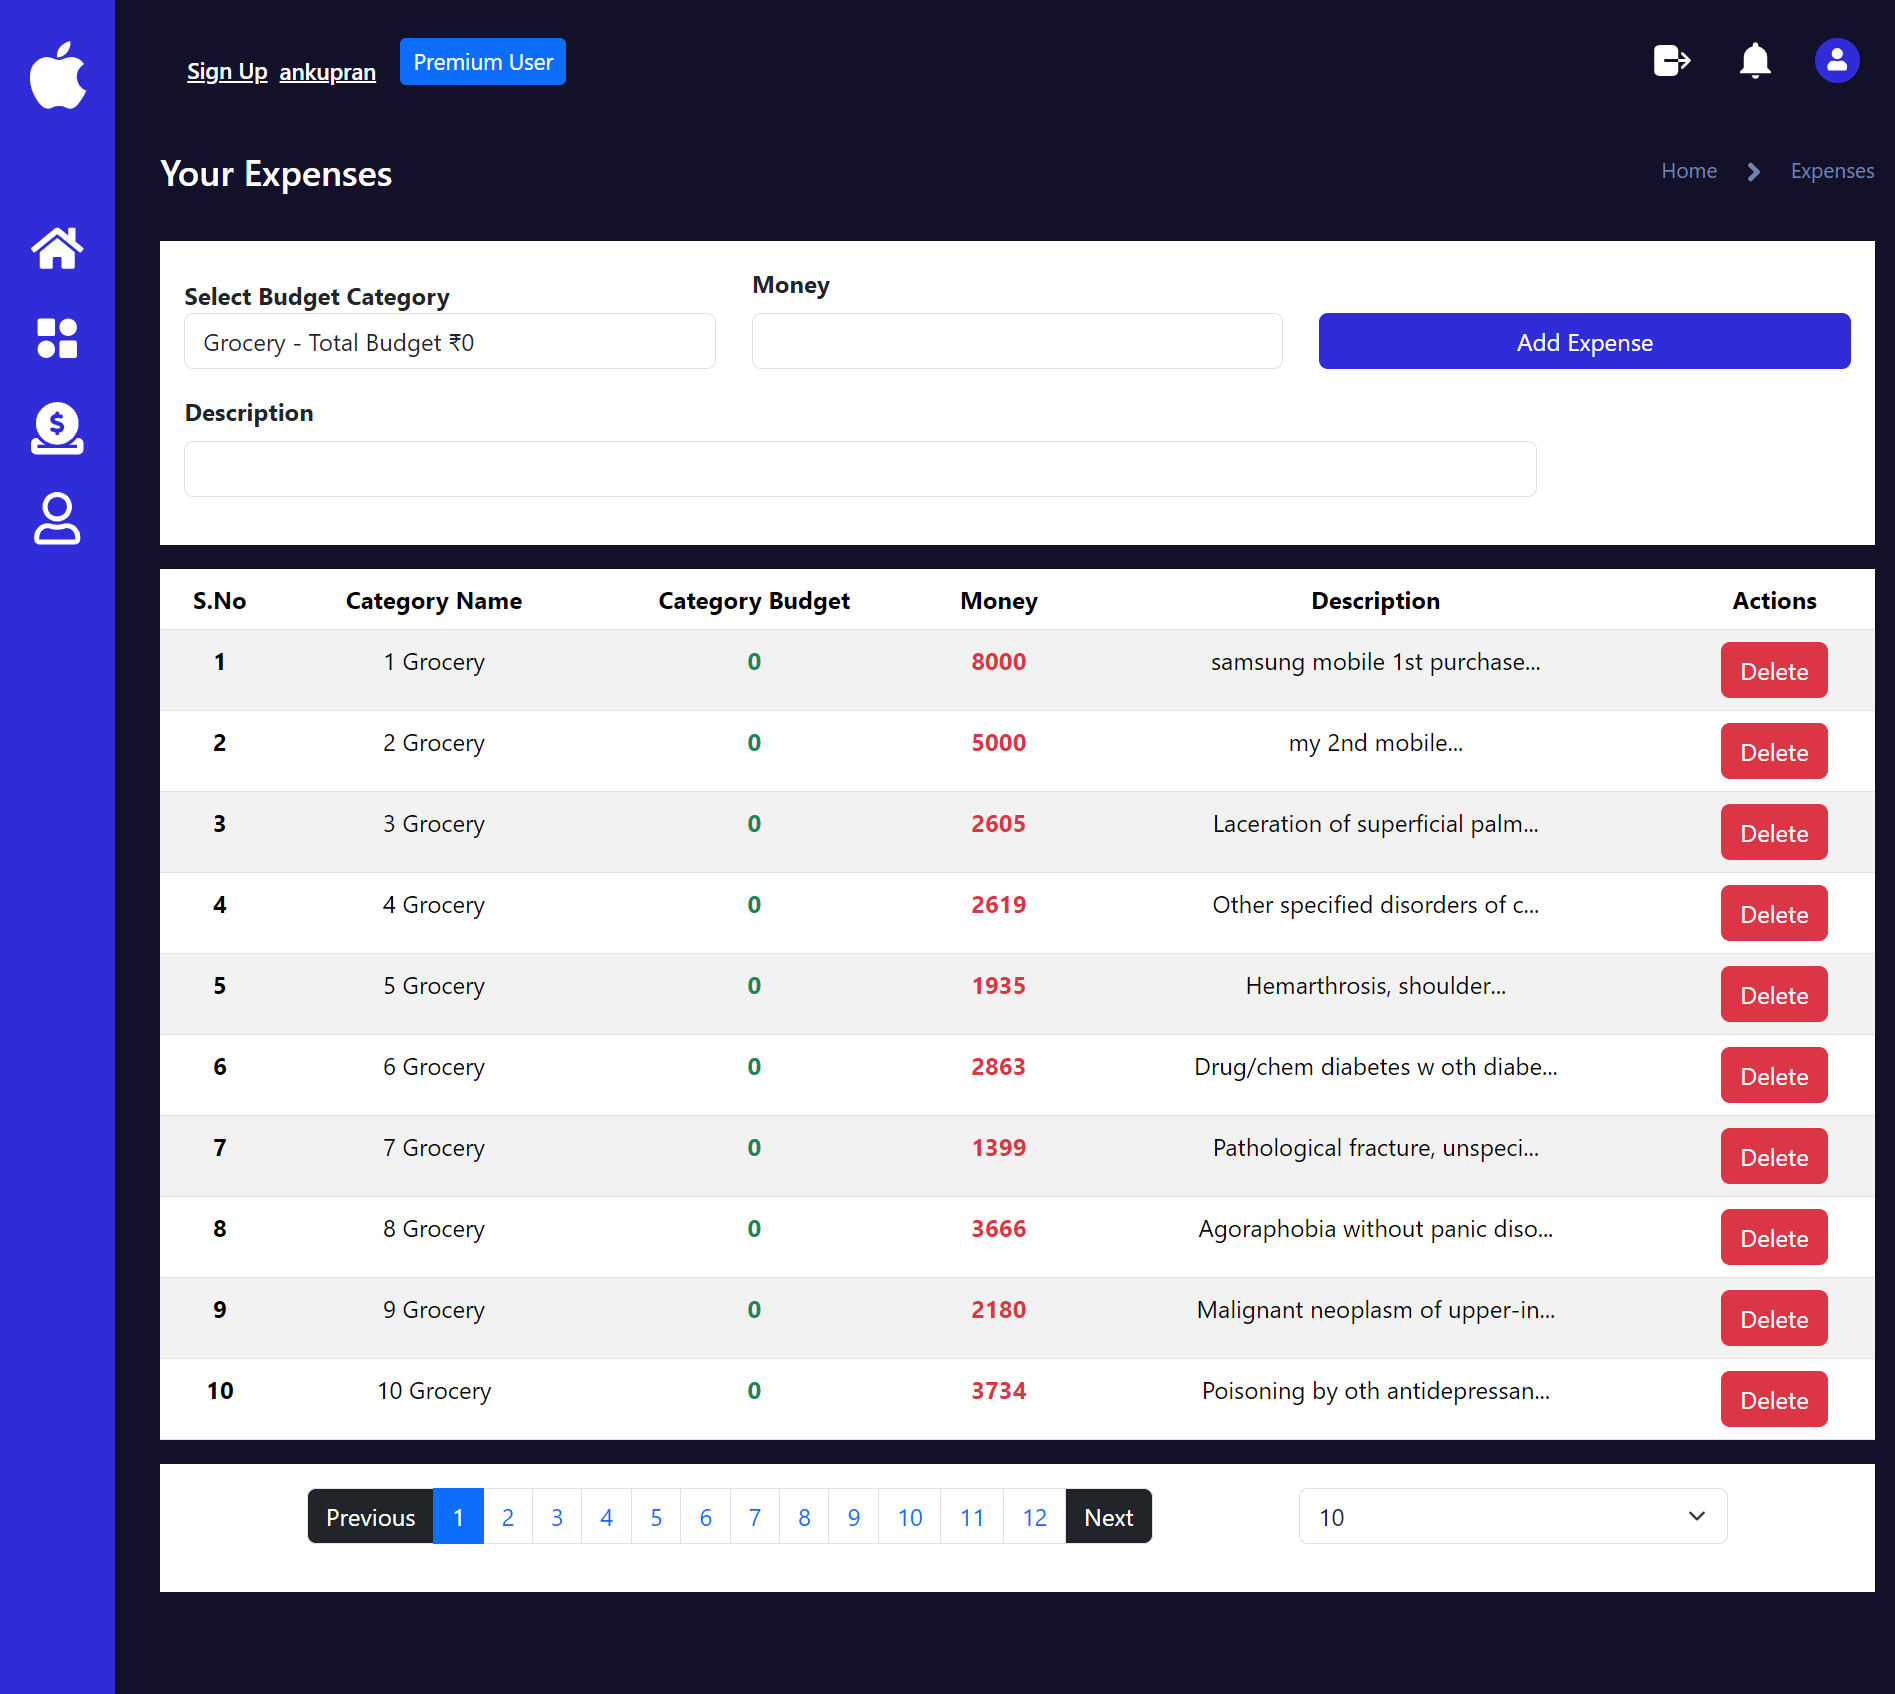 Sign Up ankupran Premium User
Your Expenses
Home Expenses
Select Budget Category
Money
Grocery - Total Budget ₹0
Add Expense
Description
S.No Category Name Category Budget Money Description Actions
1 1 Grocery 0 8000 samsung mobile 1st purchase... Delete
2 2 Grocery 0 5000 my 2nd mobile... Delete
3 3 Grocery 0 2605 Laceration of superficial palm... Delete
4 4 Grocery 0 2619 Other specified disorders of c... Delete
5 5 Grocery 0 1935 Hemarthrosis, shoulder... Delete
6 6 Grocery 0 2863 Drug/chem diabetes w oth diabe... Delete
7 7 Grocery 0 1399 Pathological fracture, unspeci... Delete
8 8 Grocery 0 3666 Agoraphobia without panic diso... Delete
9 9 Grocery 0 2180 Malignant neoplasm of upper-in... Delete
10 10 Grocery 0 3734 Poisoning by oth antidepressan... Delete
Previous 1 2 3 4 5 6 7 8 9 10 11 12 Next 10